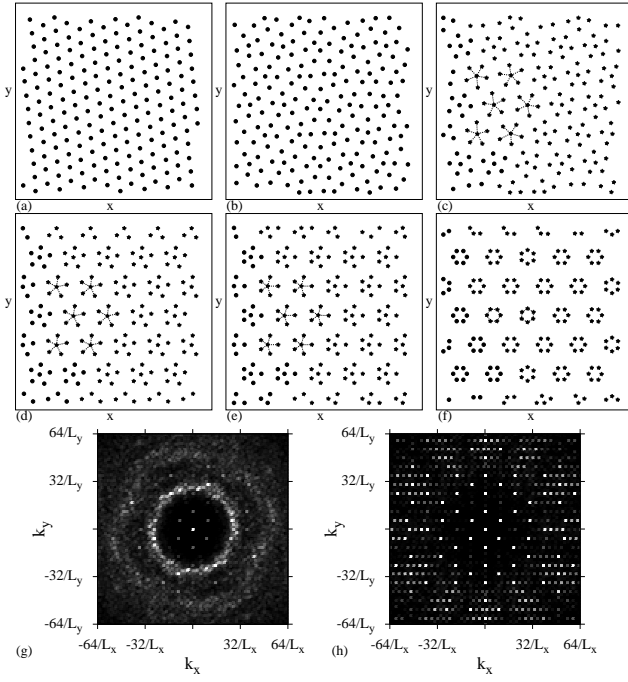 y
y
y
(a)
x
(b)
x
(c)
x
y
y
y
(d)
x
(e)
x
(f)
x
64/L_y
64/L_y
32/L_y
32/L_y
k_y
k_y
-32/L_y
-32/L_y
-64/L_y
-64/L_y
(g)
-64/L_x -32/L_x 32/L_x 64/L_x
(h)
-64/L_x -32/L_x 32/L_x 64/L_x
k_x
k_x